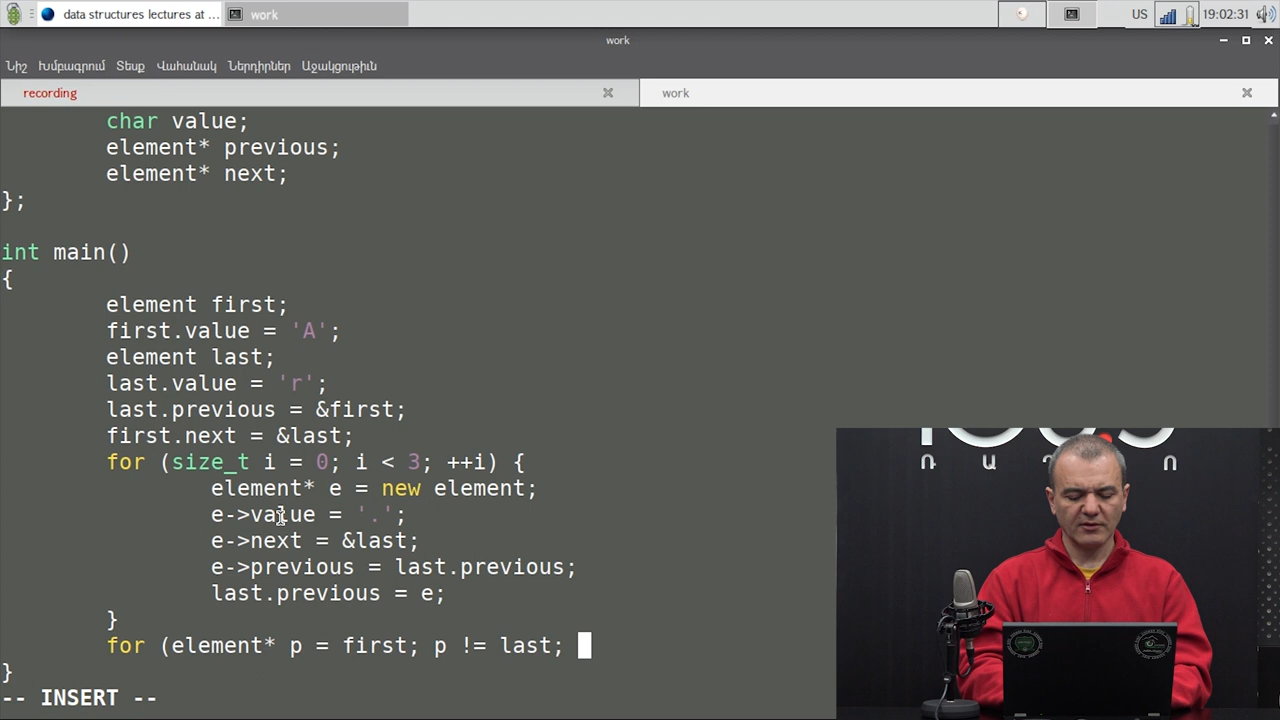 data structures lectures at ...
work
US
19:02:31
work
Նիշ Խմբագրում Տեսք Վահանակ Ներդիրներ Աջակցություն
recording
work
char value;
element* previous;
element* next;
};
int main()
{
element first;
first.value = 'A';
element last;
last.value = 'r';
last.previous = &first;
first.next = &last;
for (size_t i = 0; i < 3; ++i) {
element* e = new element;
e->value = '.';
e->next = &last;
e->previous = last.previous;
last.previous = e;
}
for (element* p = first; p != last;
}
-- INSERT --